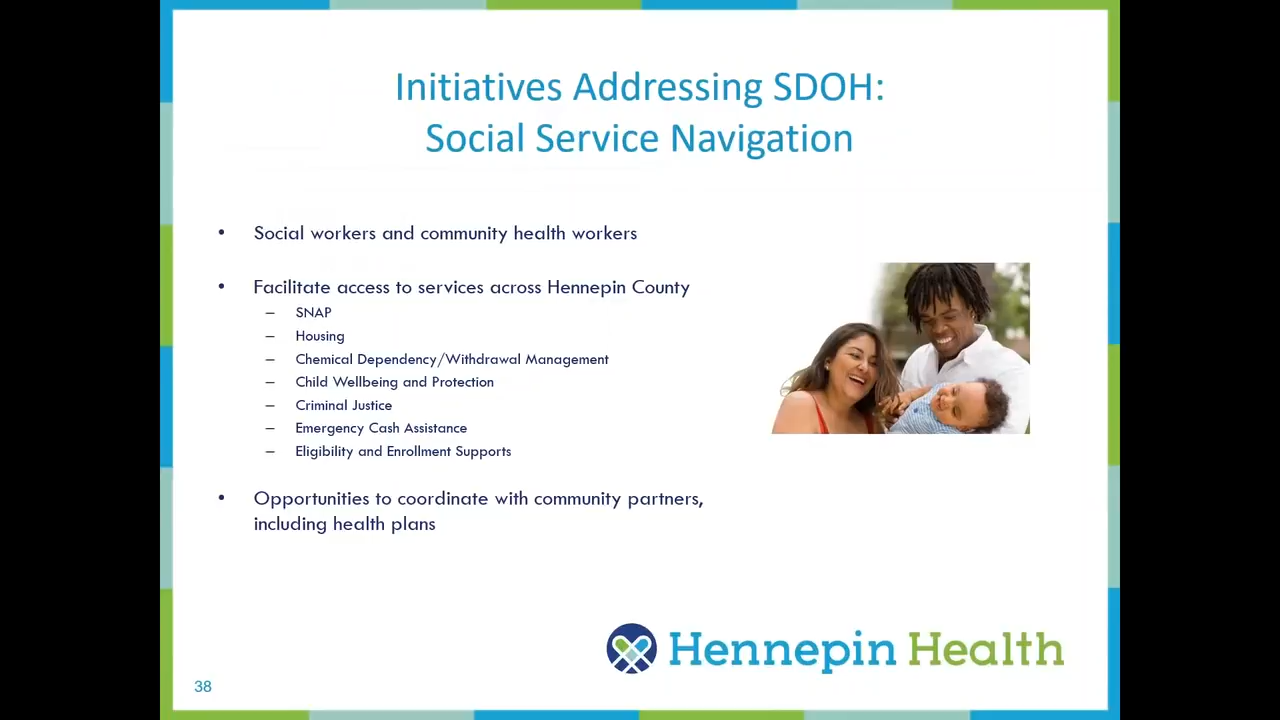 Initiatives Addressing SDOH:
Social Service Navigation
• Social workers and community health workers
• Facilitate access to services across Hennepin County
– SNAP
– Housing
– Chemical Dependency/Withdrawal Management
– Child Wellbeing and Protection
– Criminal Justice
– Emergency Cash Assistance
– Eligibility and Enrollment Supports
• Opportunities to coordinate with community partners,
including health plans
Hennepin Health
38